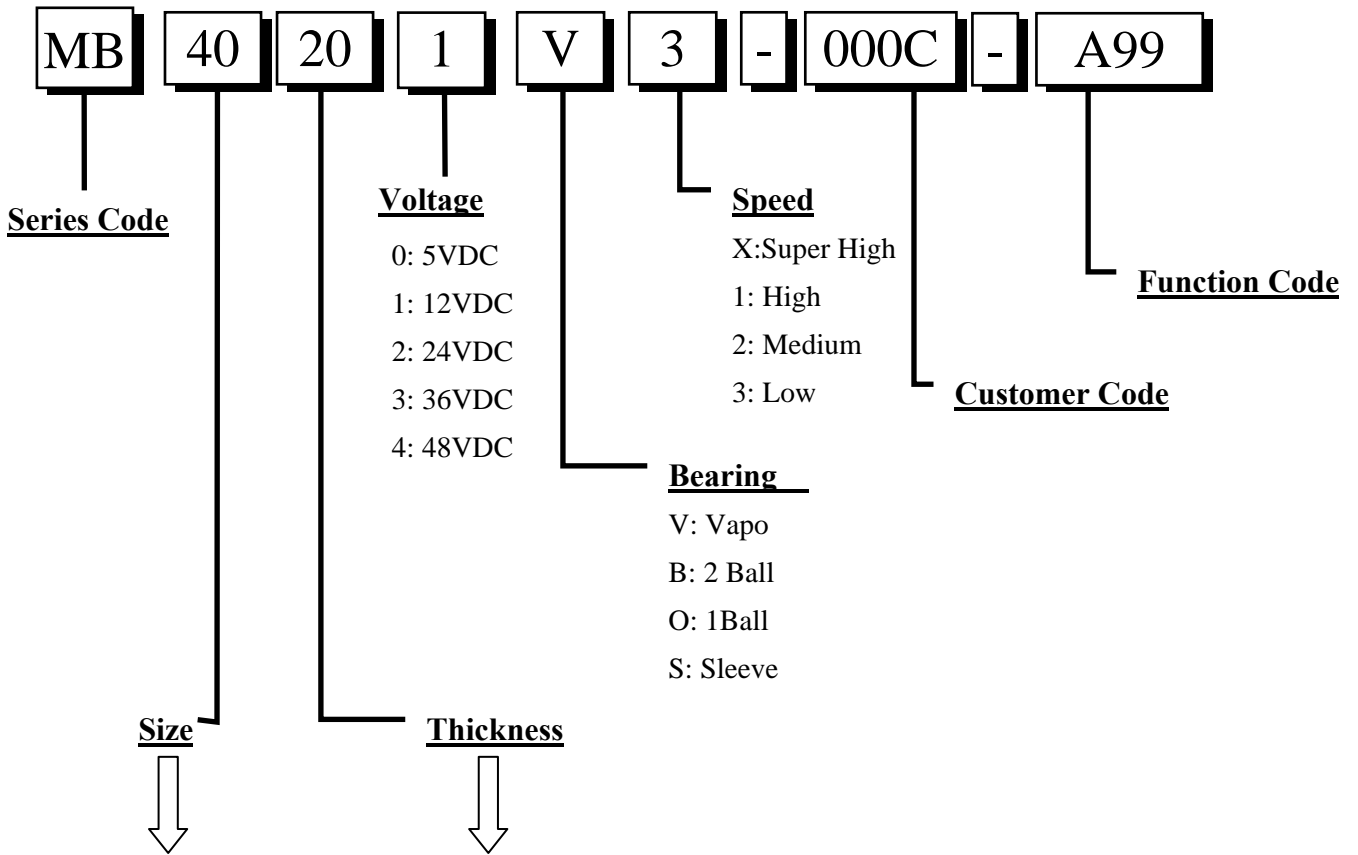 MB 40 20 1 V 3 - 000C - A99
Series Code
Voltage
0: 5VDC
1: 12VDC
2: 24VDC
3: 36VDC
4: 48VDC
Speed
X:Super High
1: High
2: Medium
3: Low
Function Code
Customer Code
Bearing
V: Vapo
B: 2 Ball
O: 1Ball
S: Sleeve
Size
Thickness